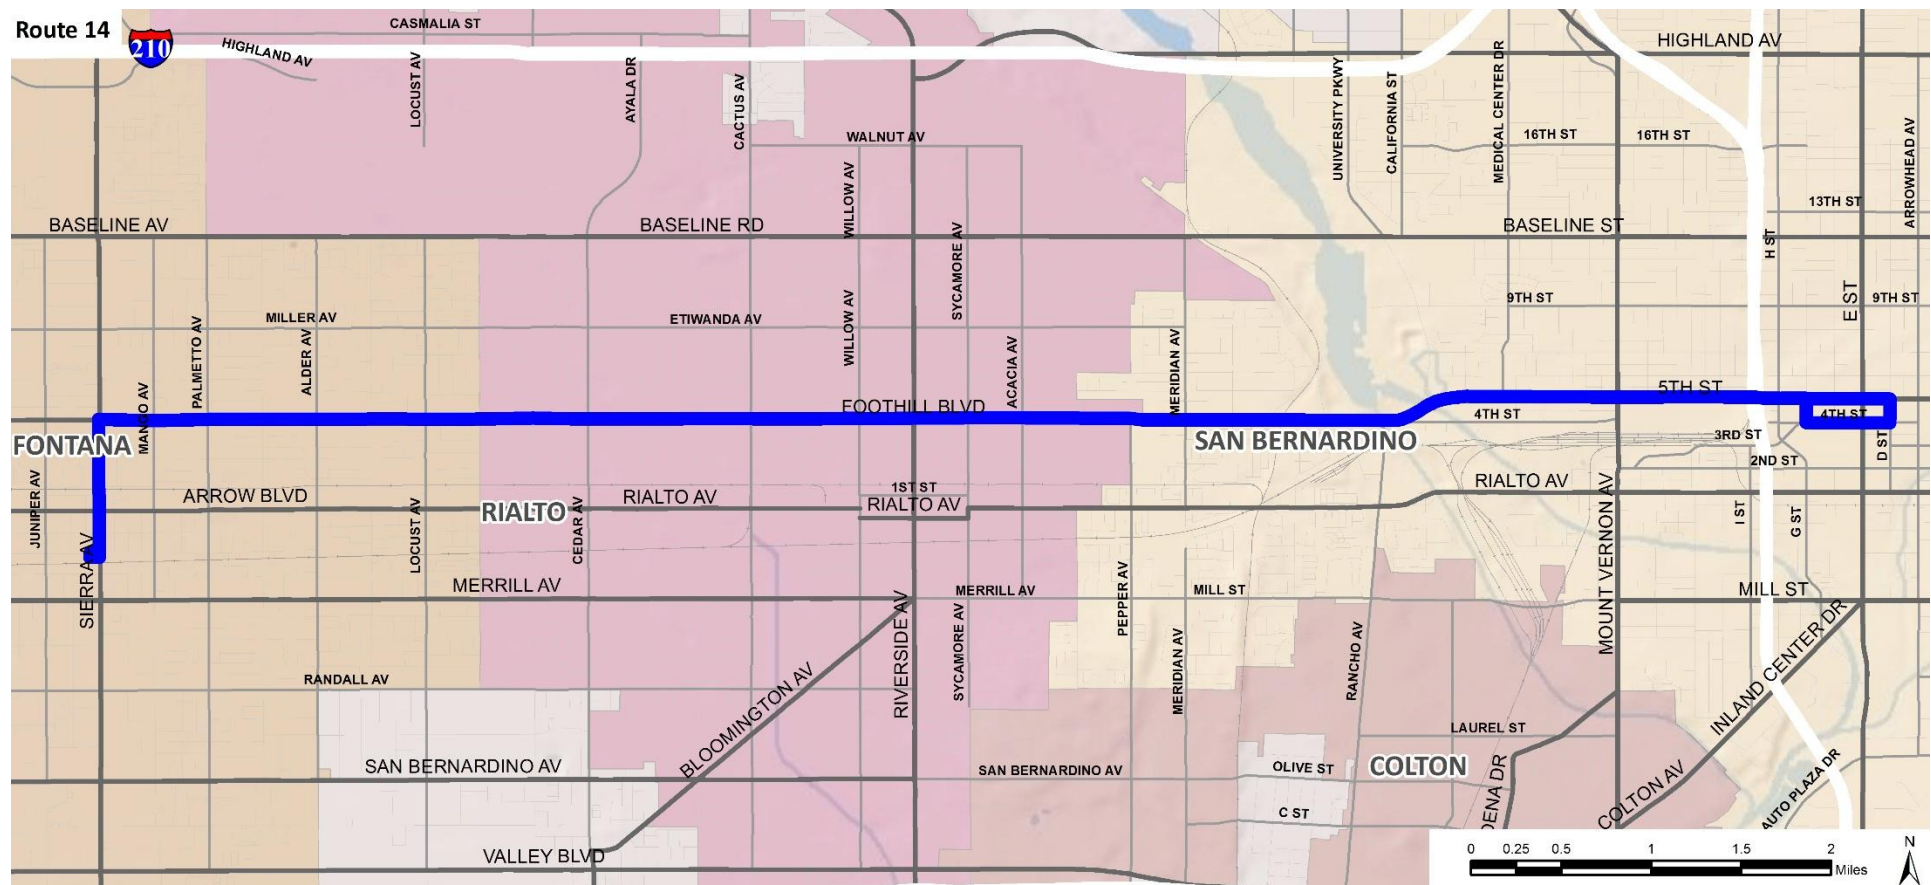 Route 14
210
CASMALIA ST
HIGHLAND AV
HIGHLAND AV
LOCUST AV
AYALA DR
CACTUS AV
UNIVERSITY PKWY
CALIFORNIA ST
MEDICAL CENTER DR
WALNUT AV
16TH ST
16TH ST
ARROWHEAD AV
WILLOW AV
13TH ST
BASELINE AV
BASELINE RD
BASELINE ST
SYCAMORE AV
H ST
9TH ST
E ST
9TH ST
MILLER AV
ETIWANDA AV
PALMETTO AV
ALDER AV
WILLOW AV
ACACIA AV
MERIDIAN AV
MANGO AV
FOOTHILL BLVD
5TH ST
4TH ST
4TH ST
FONTANA
SAN BERNARDINO
3RD ST
2ND ST
D ST
JUNIPER AV
ARROW BLVD
RIALTO
RIALTO AV
1ST ST
RIALTO AV
RIALTO AV
LOCUST AV
CEDAR AV
I ST
G ST
MOUNT VERNON AV
SIERRA AV
MERRILL AV
MERRILL AV
MILL ST
MILL ST
PEPPER AV
RIVERSIDE AV
SYCAMORE AV
MERIDIAN AV
RANCHO AV
INLAND CENTER DR
RANDALL AV
BLOOMINGTON AV
LAUREL ST
SAN BERNARDINO AV
SAN BERNARDINO AV
OLIVE ST
COLTON
C ST
DENA DR
COLTON AV
AUTO PLAZA DR
VALLEY BLVD
0 0.25 0.5 1 1.5 2
Miles
N